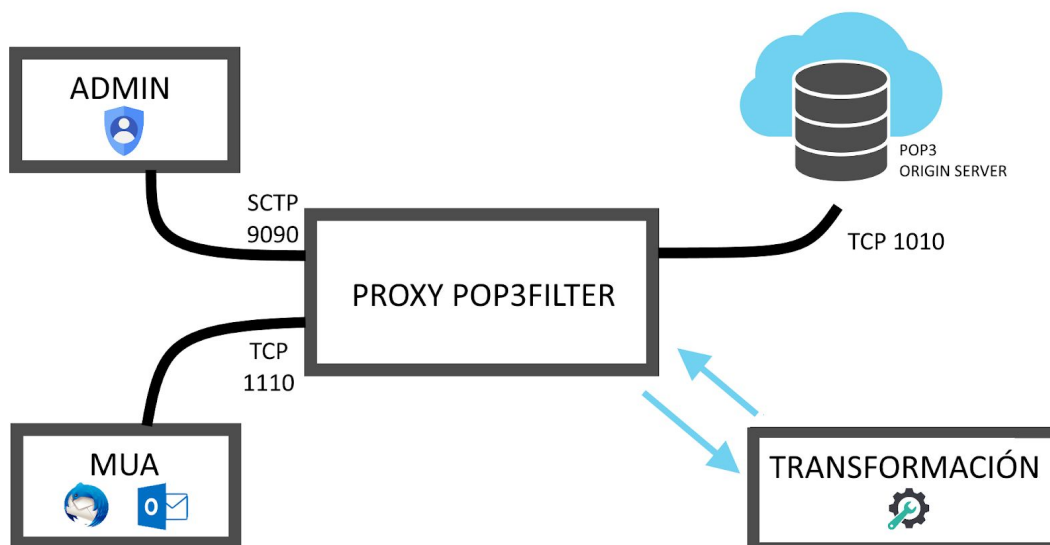 ADMIN
SCTP
9090
POP3
ORIGIN SERVER
TCP 1010
PROXY POP3FILTER
TCP
1110
MUA
O
TRANSFORMACIÓN